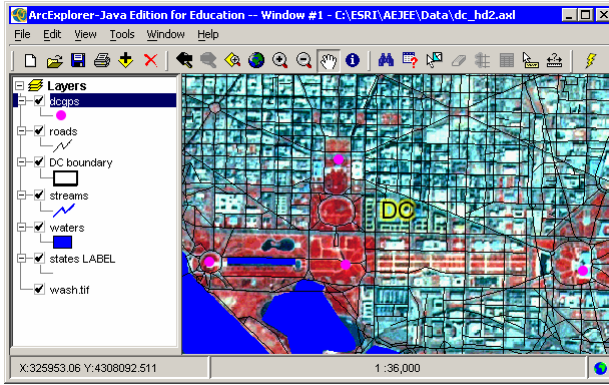 ArcExplorer-Java Edition for Education -- Window #1 - C:\ESRI\AEJEE\Data\dc_hd2.axl
File Edit View Tools Window Help
Layers
dcgps
roads
DC boundary
streams
waters
states LABEL
wash.tif
DC
X:325953.06 Y:4308092.511
1 :36,000